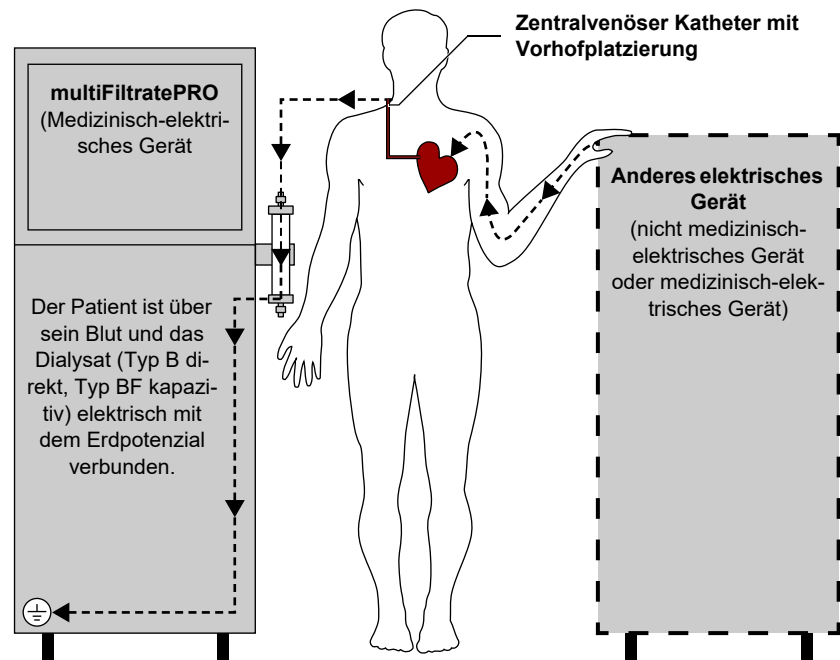 Zentralvenöser Katheter mit
Vorhofplatzierung
multiFiltratePRO
(Medizinisch-elektri-
sches Gerät
Der Patient ist über
sein Blut und das
Dialysat (Typ B di-
rekt, Typ BF kapazi-
tiv) elektrisch mit
dem Erdpotenzial
verbunden.
Anderes elektrisches
Gerät
(nicht medizinisch-
elektrisches Gerät
oder medizinisch-elek-
trisches Gerät)